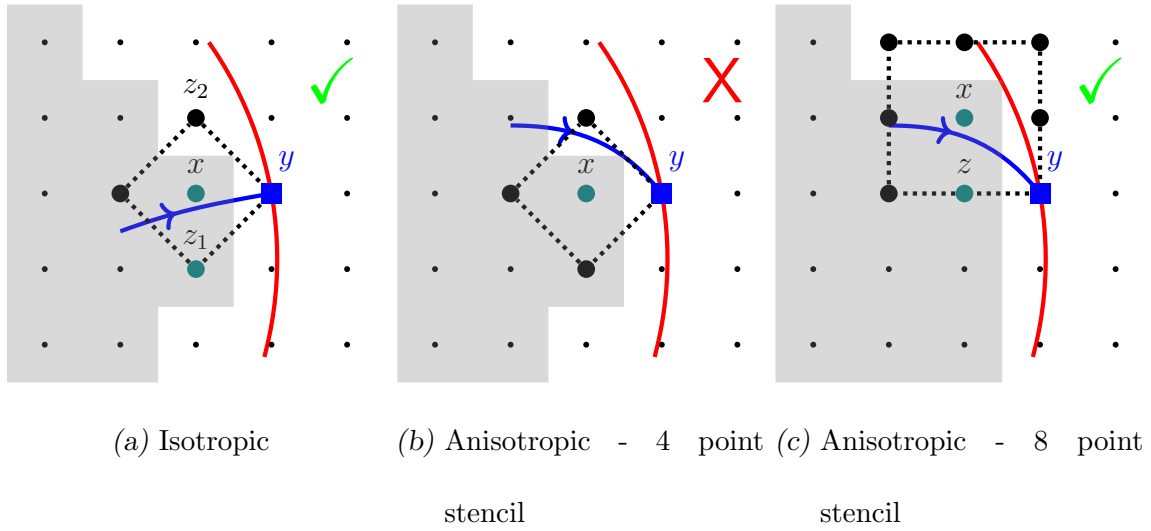 z₂
x
y
z₁
X
x
y
x
y
z
(a) Isotropic
(b) Anisotropic - 4 point
stencil
(c) Anisotropic - 8 point
stencil